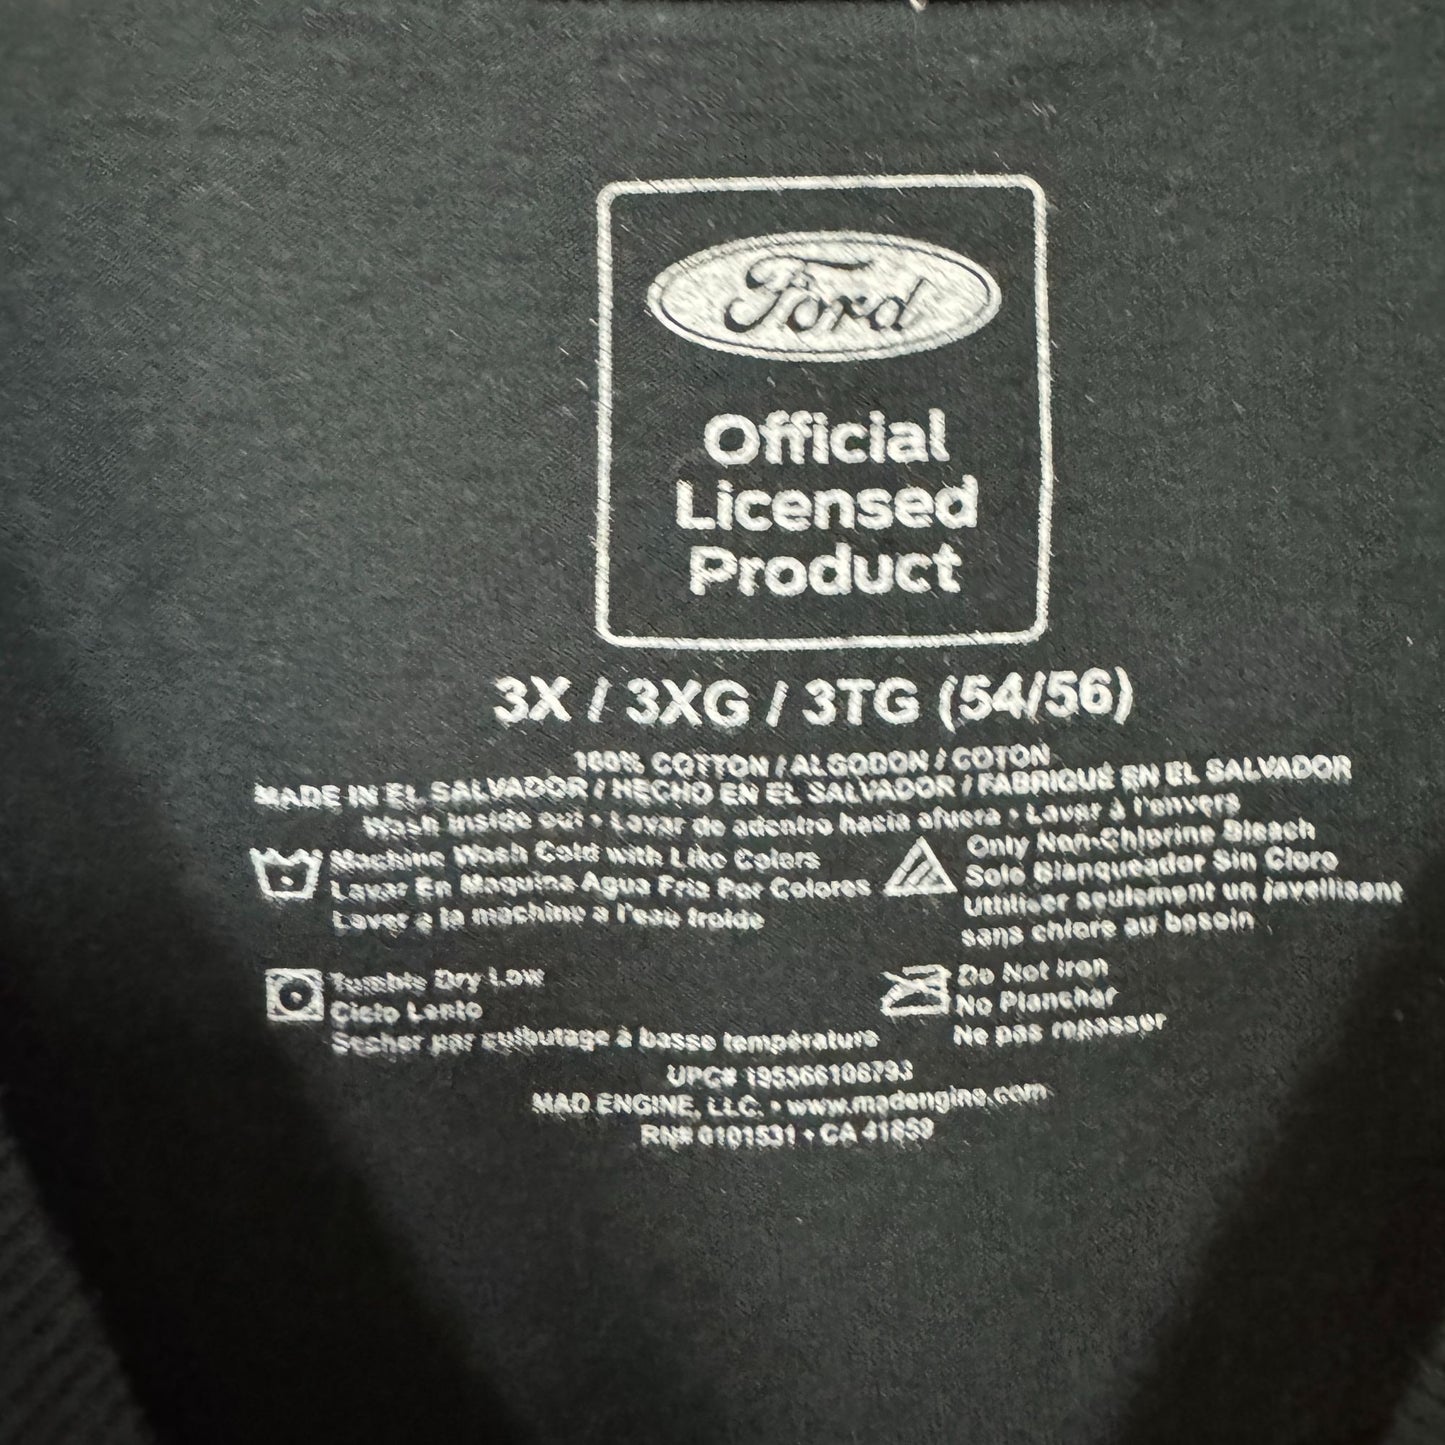 Ford
Official
Licensed
Product
3X / 3XG / 3TG (54/56)
100% COTTON / ALGODON / COTON
MADE IN EL SALVADOR / HECHO EN EL SALVADOR / FABRIQUÉ EN EL SALVADOR
Wash inside out • Lavar de adentro hacia afuera • Laver à l'envers
Machine Wash Cold with Like Colors
Lavar En Maquina Agua Fria Por Colores
Laver a la machine a l'eau froide
Only Non-Chlorine Bleach
Solo Blanqueador Sin Cloro
Utiliser seulement un javellisant
sans chlore au besoin
Tumble Dry Low
Ciclo Lento
Secher par culbutage à basse température
Do Not Iron
No Planchar
Ne pas repasser
UPC# 195566108793
MAD ENGINE, LLC. • www.madengine.com
RN# 0101531 • CA 41853